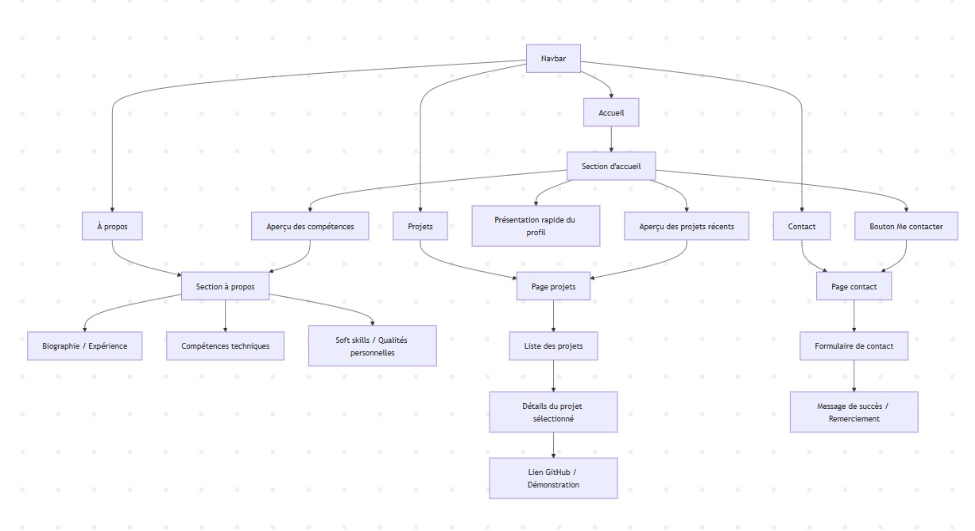 Navbar
Accueil
Section d'accueil
À propos
Aperçu des compétences
Projets
Présentation rapide du
profil
Aperçu des projets récents
Contact
Bouton Me contacter
Section à propos
Page projets
Page contact
Biographie / Expérience
Compétences techniques
Soft skills / Qualités
personnelles
Liste des projets
Formulaire de contact
Détails du projet
sélectionné
Message de succès /
Remerciement
Lien GitHub /
Démonstration